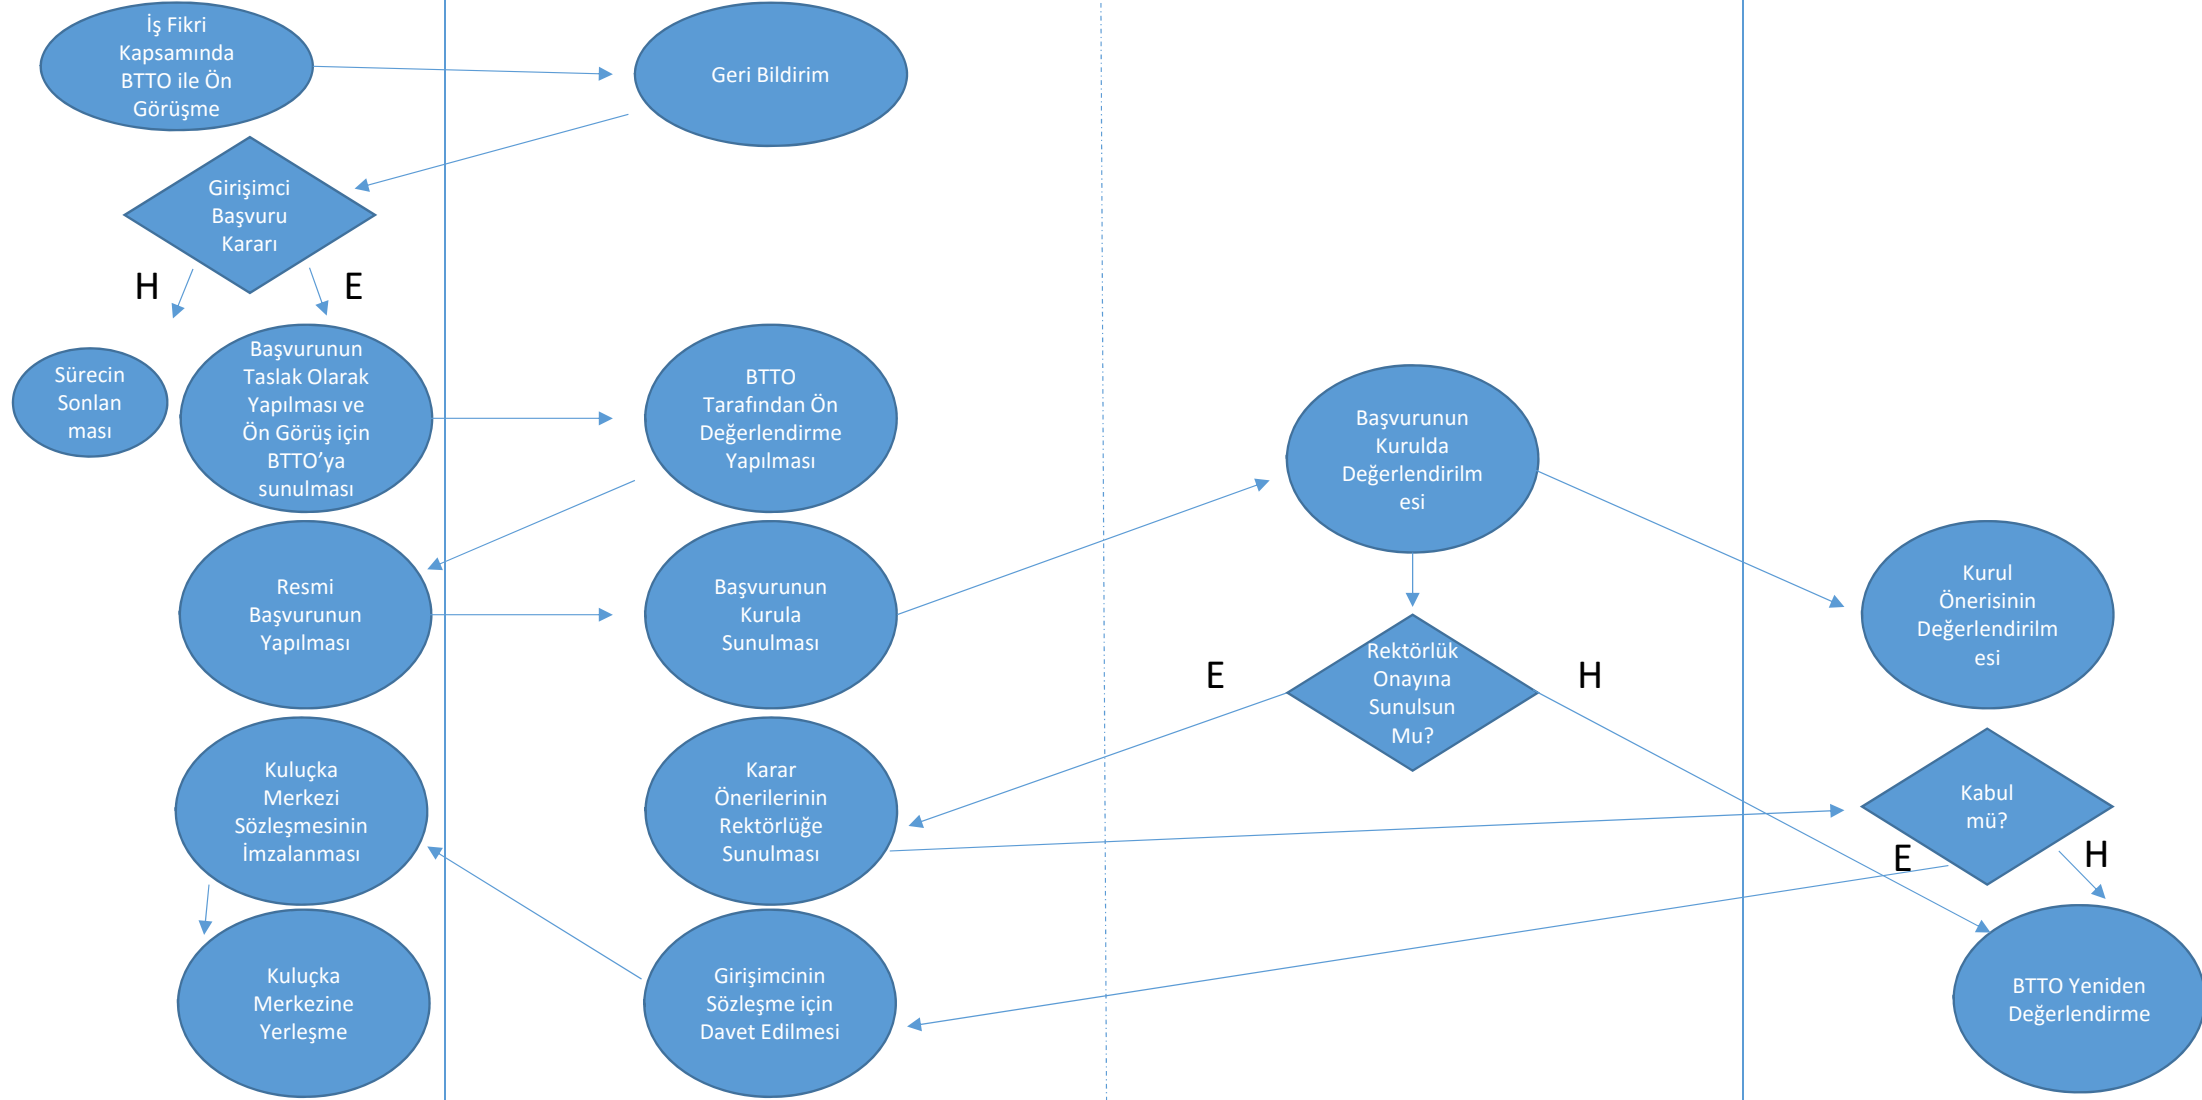 İş Fikri
Kapsamında
BTTO ile Ön
Görüşme
Geri Bildirim
Girişimci
Başvuru
Kararı
H
E
Sürecin
Sonlan
ması
Başvurunun
Taslak Olarak
Yapılması ve
Ön Görüş için
BTTO’ya
sunulması
BTTO
Tarafından Ön
Değerlendirme
Yapılması
Başvurunun
Kurulda
Değerlendirilm
esi
Resmi
Başvurunun
Yapılması
Başvurunun
Kurula
Sunulması
Kurul
Önerisinin
Değerlendirilm
esi
E
Rektörlük
Onayına
Sunulsun
Mu?
H
Kuluçka
Merkezi
Sözleşmesinin
İmzalanması
Karar
Önerilerinin
Rektörlüğe
Sunulması
Kabul
mü?
E
H
Kuluçka
Merkezine
Yerleşme
Girişimcinin
Sözleşme için
Davet Edilmesi
BTTO Yeniden
Değerlendirme